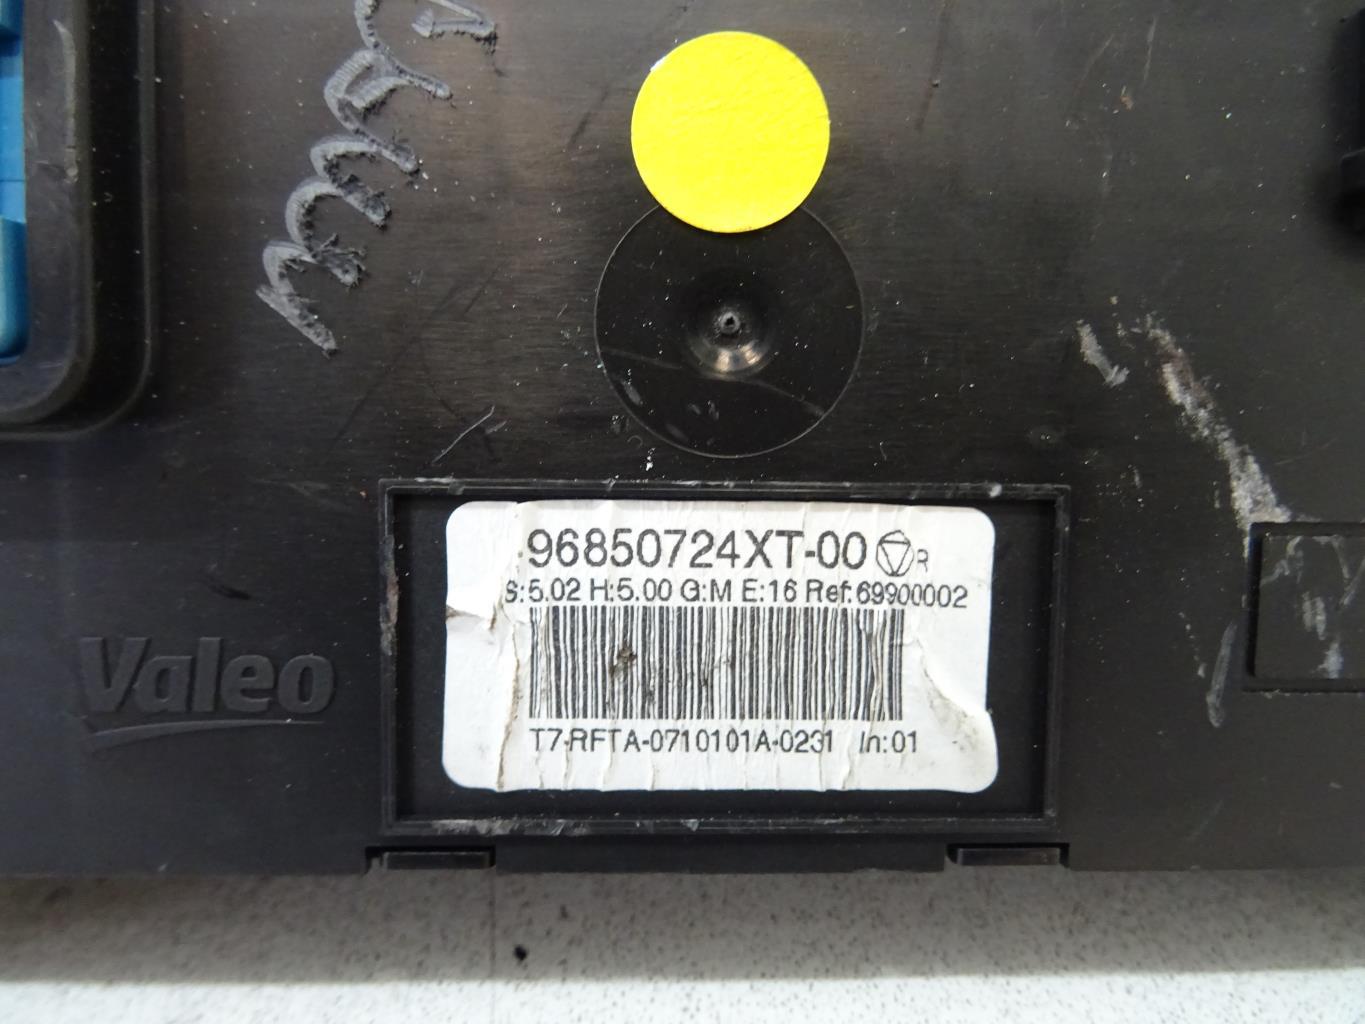 96850724XT-00 R
S:5.02 H:5.00 G:M E:16 Ref:69900002
Valeo
T7-RFTA-0710101A-0231 In:01